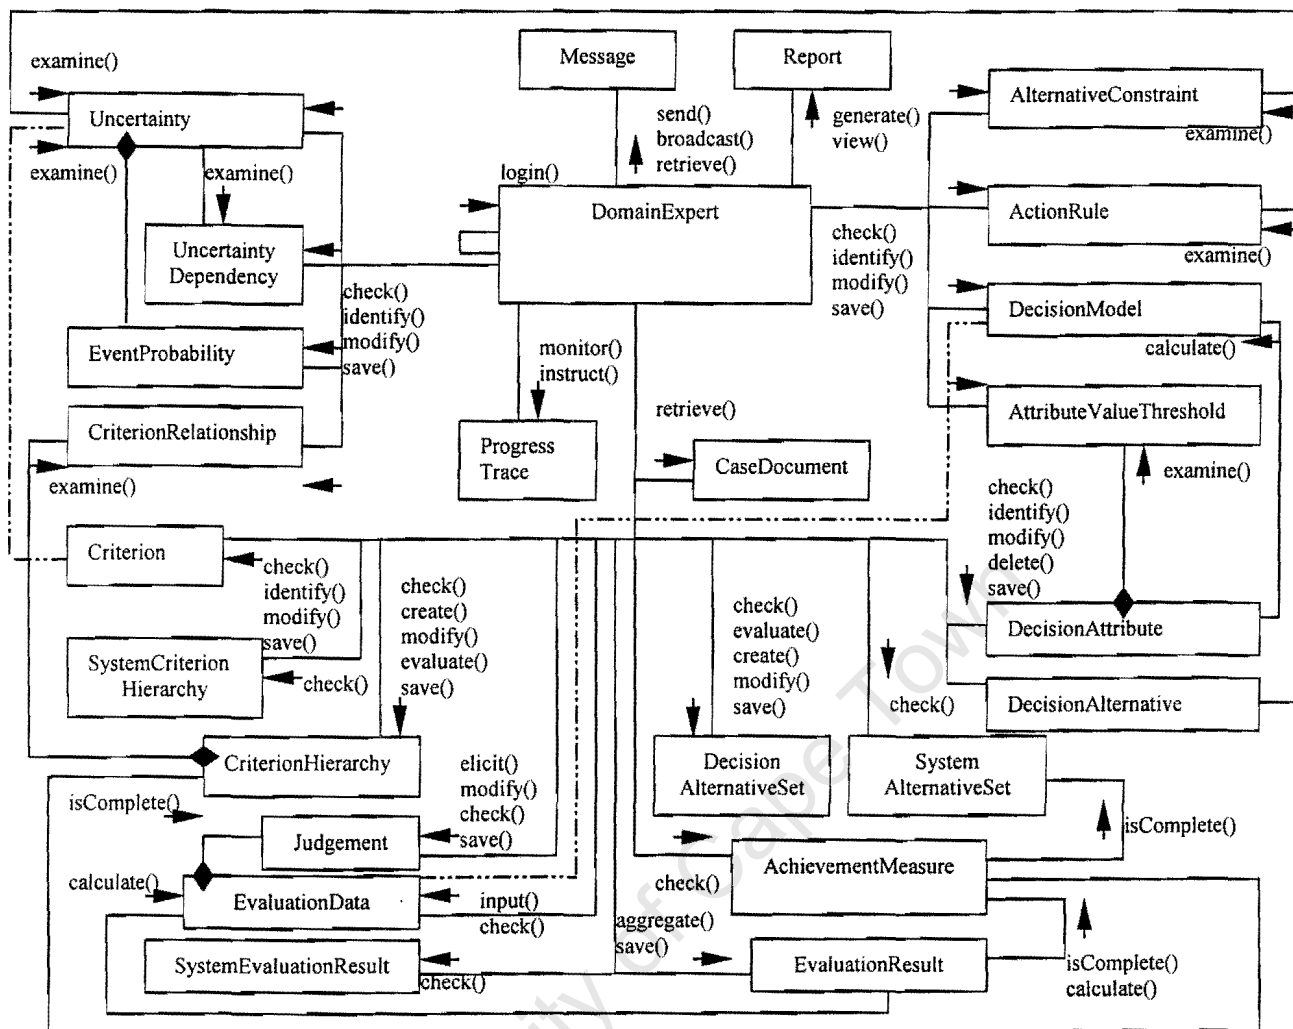 Message
Report
examine()
AlternativeConstraint
Uncertainty
send()
broadcast()
retrieve()
generate()
view()
examine()
examine()
examine()
login()
DomainExpert
ActionRule
Uncertainty
Dependency
check()
identify()
modify()
save()
examine()
check()
identify()
modify()
save()
DecisionModel
EventProbability
monitor()
instruct()
calculate()
retrieve()
AttributeValueThreshold
CriterionRelationship
Progress
Trace
CaseDocument
examine()
examine()
check()
identify()
modify()
delete()
save()
Criterion
check()
identify()
modify()
save()
check()
create()
modify()
evaluate()
save()
check()
evaluate()
create()
modify()
save()
DecisionAttribute
SystemCriterion
Hierarchy
check()
check()
DecisionAlternative
CriterionHierarchy
elicit()
modify()
check()
save()
Decision
AlternativeSet
System
AlternativeSet
isComplete()
Judgement
isComplete()
AchievementMeasure
check()
calculate()
EvaluationData
input()
check()
aggregate()
save()
SystemEvaluationResult
check()
EvaluationResult
isComplete()
calculate()
University of Cape Town